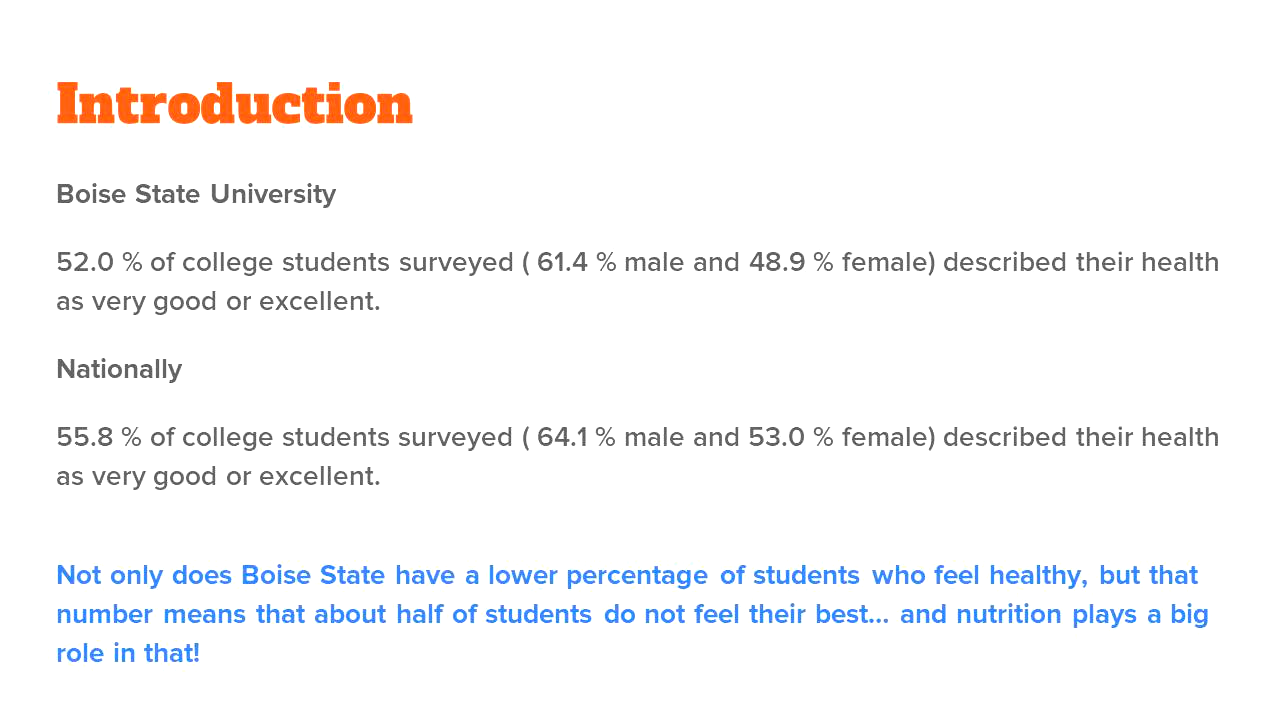 Introduction
Boise State University
52.0 % of college students surveyed ( 61.4 % male and 48.9 % female) described their health
as very good or excellent.
Nationally
55.8 % of college students surveyed ( 64.1 % male and 53.0 % female) described their health
as very good or excellent.
Not only does Boise State have a lower percentage of students who feel healthy, but that
number means that about half of students do not feel their best... and nutrition plays a big
role in that!